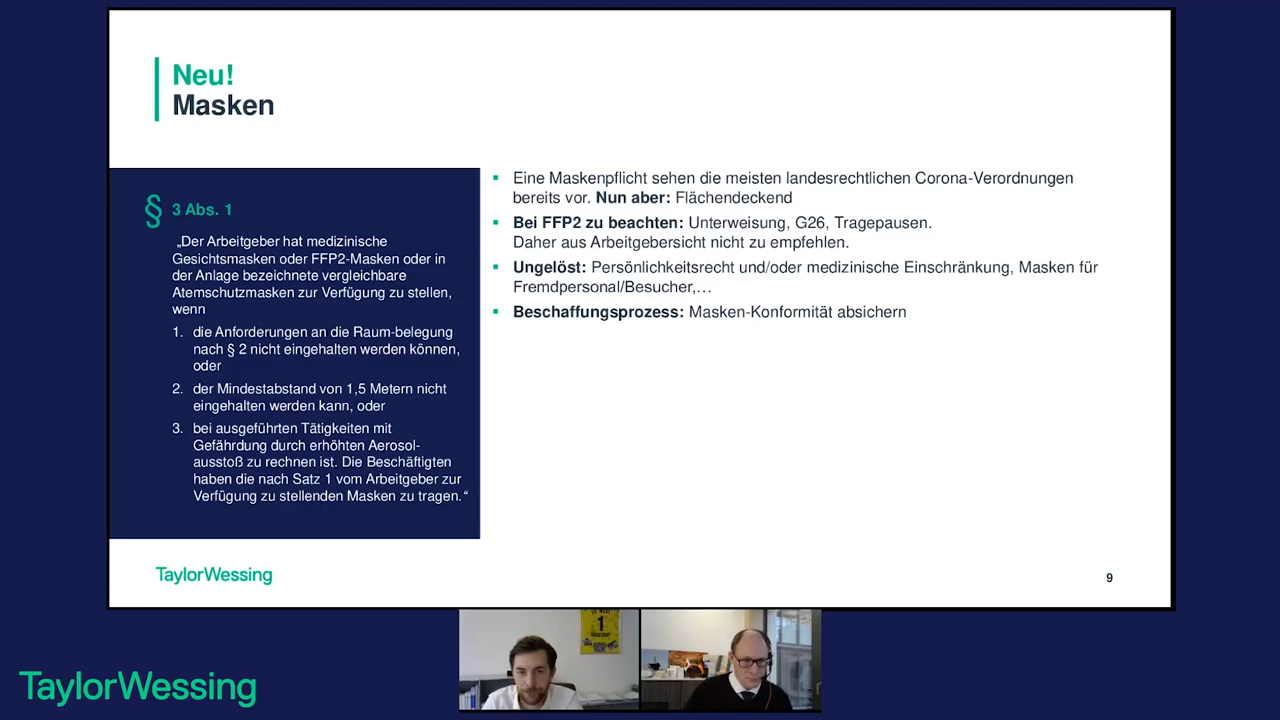 Neu!
Masken
§ 3 Abs. 1
„Der Arbeitgeber hat medizinische
Gesichtsmasken oder FFP2-Masken oder in
der Anlage bezeichnete vergleichbare
Atemschutzmasken zur Verfügung zu stellen,
wenn
1. die Anforderungen an die Raum-belegung
nach § 2 nicht eingehalten werden können,
oder
2. der Mindestabstand von 1,5 Metern nicht
eingehalten werden kann, oder
3. bei ausgeführten Tätigkeiten mit
Gefährdung durch erhöhten Aerosol-
ausstoß zu rechnen ist. Die Beschäftigten
haben die nach Satz 1 vom Arbeitgeber zur
Verfügung zu stellenden Masken zu tragen.“
▪ Eine Maskenpflicht sehen die meisten landesrechtlichen Corona-Verordnungen
bereits vor. Nun aber: Flächendeckend
▪ Bei FFP2 zu beachten: Unterweisung, G26, Tragepausen.
Daher aus Arbeitgebersicht nicht zu empfehlen.
▪ Ungelöst: Persönlichkeitsrecht und/oder medizinische Einschränkung, Masken für
Fremdpersonal/Besucher,…
▪ Beschaffungsprozess: Masken-Konformität absichern
TaylorWessing
9
1
TaylorWessing